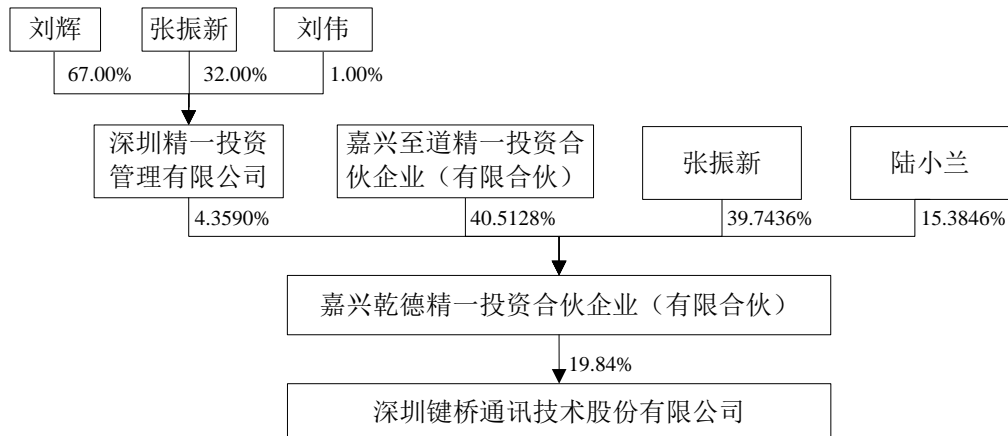 刘辉
张振新
刘伟
67.00%
32.00%
1.00%
深圳精一投资
管理有限公司
嘉兴至道精一投资合
伙企业（有限合伙）
张振新
陆小兰
4.3590%
40.5128%
39.7436%
15.3846%
嘉兴乾德精一投资合伙企业（有限合伙）
19.84%
深圳键桥通讯技术股份有限公司